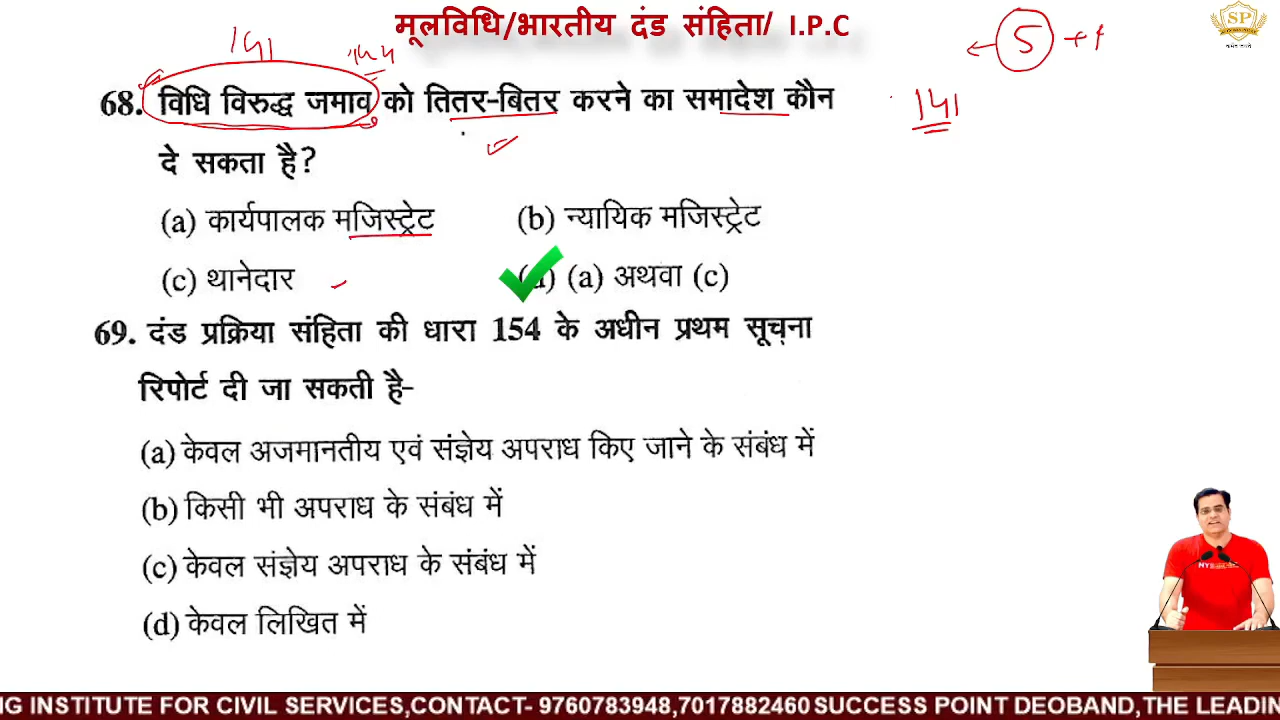 मूलविधि/भारतीय दंड संहिता/ I.P.C
SP
141
144
5
141
68. विधि विरुद्ध जमाव को तितर-बितर करने का समादेश कौन
दे सकता है?
(a) कार्यपालक मजिस्ट्रेट (b) न्यायिक मजिस्ट्रेट
(c) थानेदार (d) (a) अथवा (c)
69. दंड प्रक्रिया संहिता की धारा 154 के अधीन प्रथम सूचना
रिपोर्ट दी जा सकती है-
(a) केवल अजमानतीय एवं संज्ञेय अपराध किए जाने के संबंध में
(b) किसी भी अपराध के संबंध में
(c) केवल संज्ञेय अपराध के संबंध में
(d) केवल लिखित में
NG INSTITUTE FOR CIVIL SERVICES,CONTACT- 9760783948,7017882460 SUCCESS POINT DEOBAND,THE LEADIN